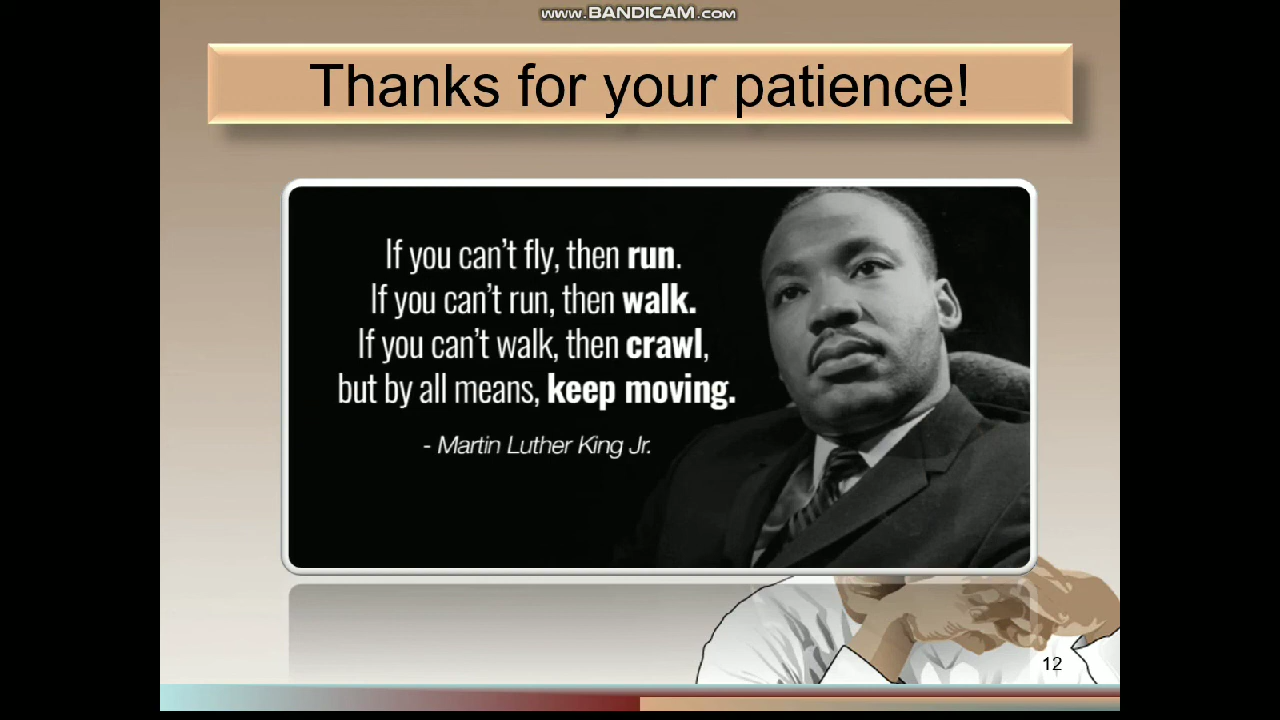 www.BANDICAM.com
Thanks for your patience!
If you can't fly, then run.
If you can't run, then walk.
If you can't walk, then crawl,
but by all means, keep moving.
- Martin Luther King Jr.
12